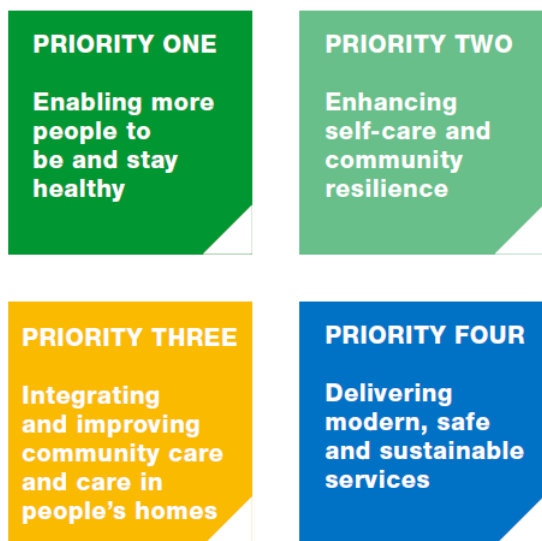 PRIORITY ONE
Enabling more
people to
be and stay
healthy
PRIORITY TWO
Enhancing
self-care and
community
resilience
PRIORITY THREE
Integrating
and improving
community care
and care in
people's homes
PRIORITY FOUR
Delivering
modern, safe
and sustainable
services